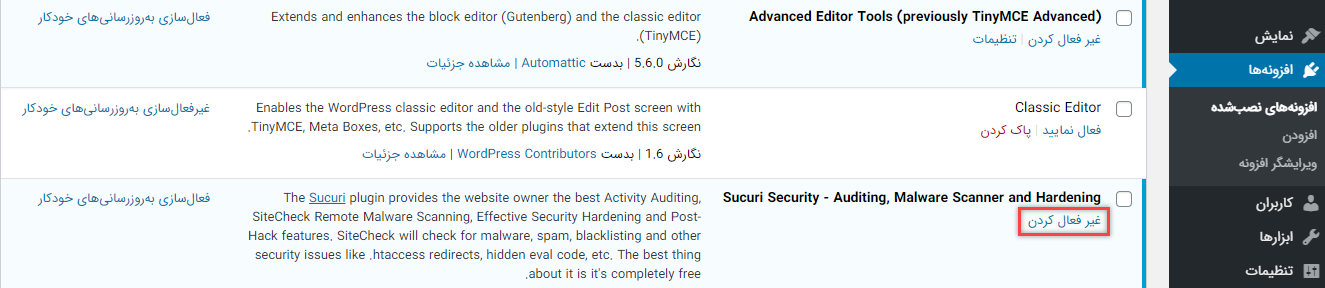 نمایش
افزونه‌ها
افزونه‌های نصب‌شده
افزودن
ویرایشگر افزونه
کاربران
ابزارها
تنظیمات
Advanced Editor Tools (previously TinyMCE Advanced)
غیر فعال کردن | تنظیمات
Extends and enhances the block editor (Gutenberg) and the classic editor
.(TinyMCE)
نگارش 5.6.0 | بدست Automattic | مشاهده جزئیات
فعال‌سازی به‌روزرسانی‌های خودکار
Classic Editor
فعال نمایید | پاک کردن
Enables the WordPress classic editor and the old-style Edit Post screen with
.TinyMCE, Meta Boxes, etc. Supports the older plugins that extend this screen
نگارش 1.6 | بدست WordPress Contributors | مشاهده جزئیات
غیرفعال‌سازی به‌روزرسانی‌های خودکار
Sucuri Security - Auditing, Malware Scanner and Hardening
غیر فعال کردن
The Sucuri plugin provides the website owner the best Activity Auditing,
SiteCheck Remote Malware Scanning, Effective Security Hardening and Post-
Hack features. SiteCheck will check for malware, spam, blacklisting and other
security issues like .htaccess redirects, hidden eval code, etc. The best thing
.about it is it's completely free
فعال‌سازی به‌روزرسانی‌های خودکار